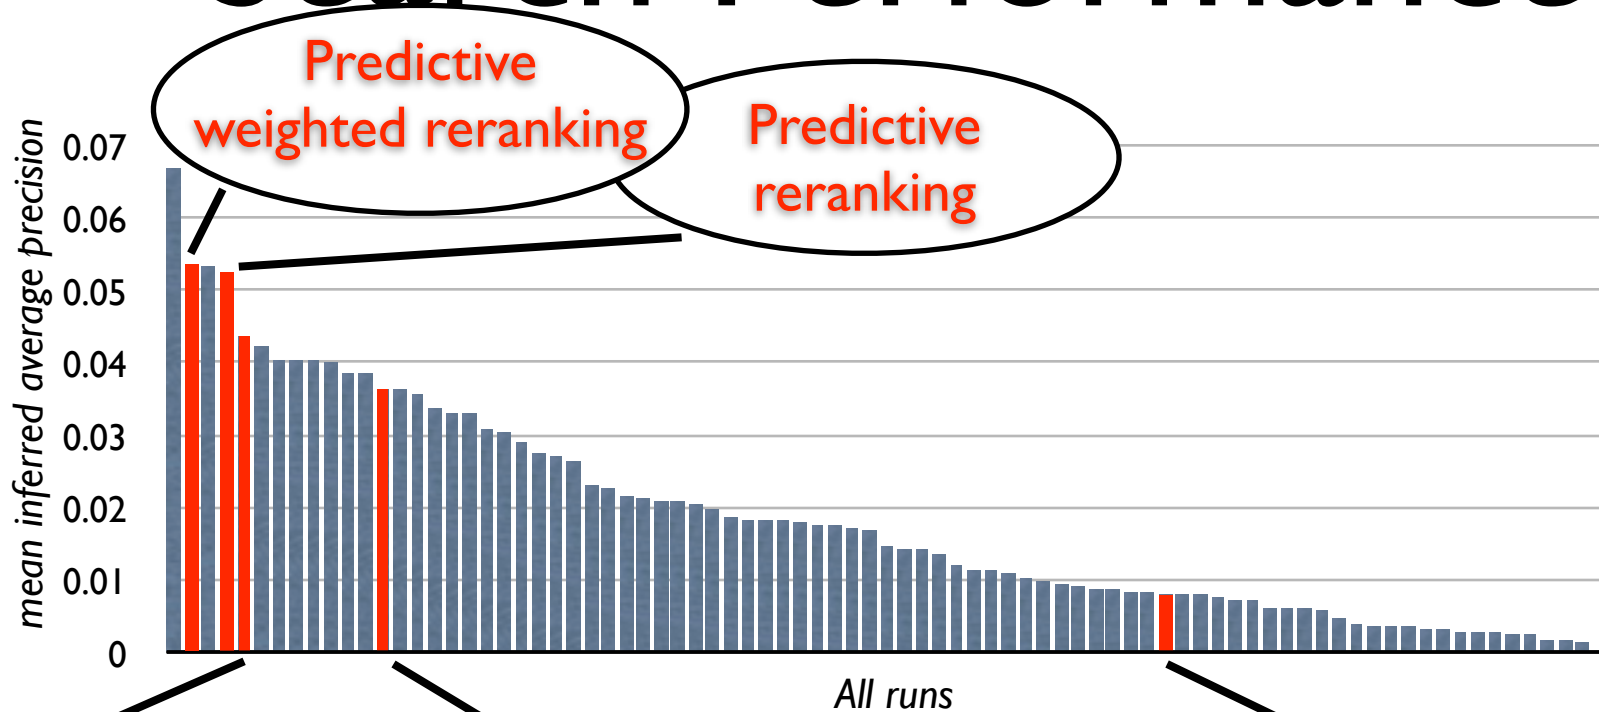 Performance
Predictive
weighted reranking
Predictive
reranking
mean inferred average precision
0.07
0.06
0.05
0.04
0.03
0.02
0.01
0
All runs